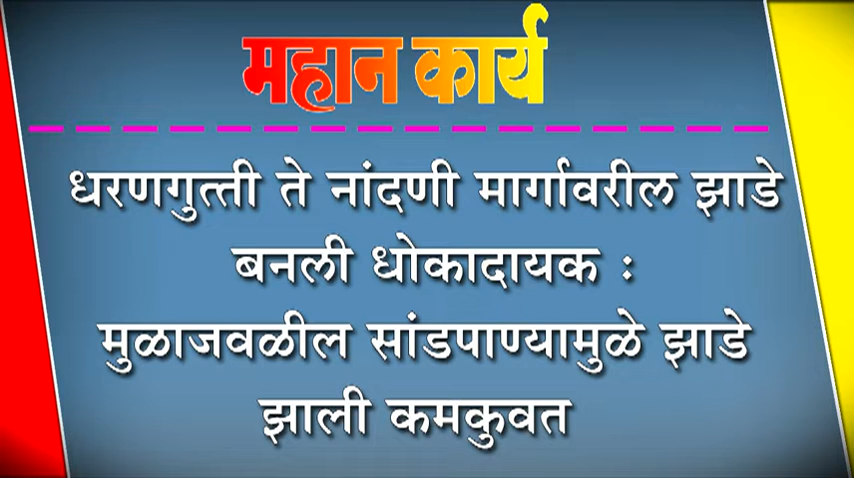 महान कार्य
धरणगुत्ती ते नांदणी मार्गावरील झाडे
बनली धोकादायक :
मुळाजवळील सांडपाण्यामुळे झाडे
झाली कमकुवत